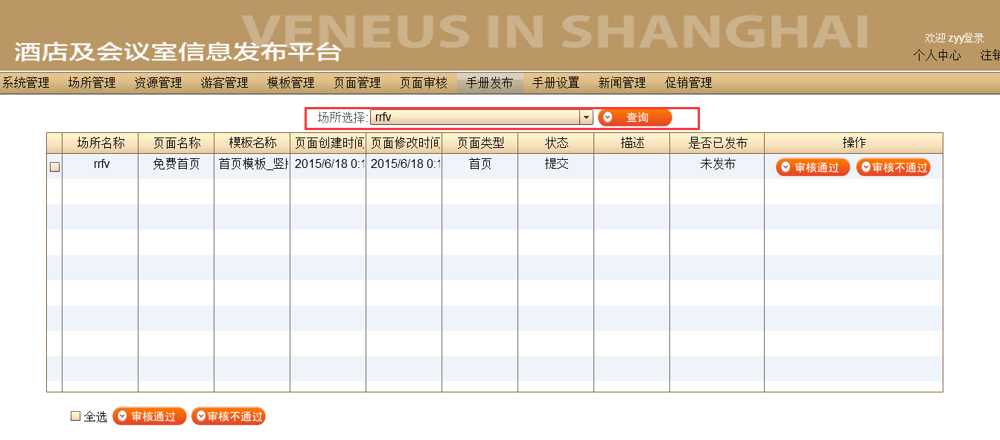 VENEUS IN SHANGHAI
酒店及会议室信息发布平台
欢迎 zyy登录
个人中心 注销
系统管理 场所管理 资源管理 游客管理 模板管理 页面管理 页面审核 手册发布 手册设置 新闻管理 促销管理
场所选择: rrfv 查询
场所名称 页面名称 模板名称 页面创建时间 页面修改时间 页面类型 状态 描述 是否已发布 操作
rrfv 免费首页 首页模板_竖 2015/6/18 0:1 2015/6/18 0:1 首页 提交 未发布 审核通过 审核不通过
全选 审核通过 审核不通过